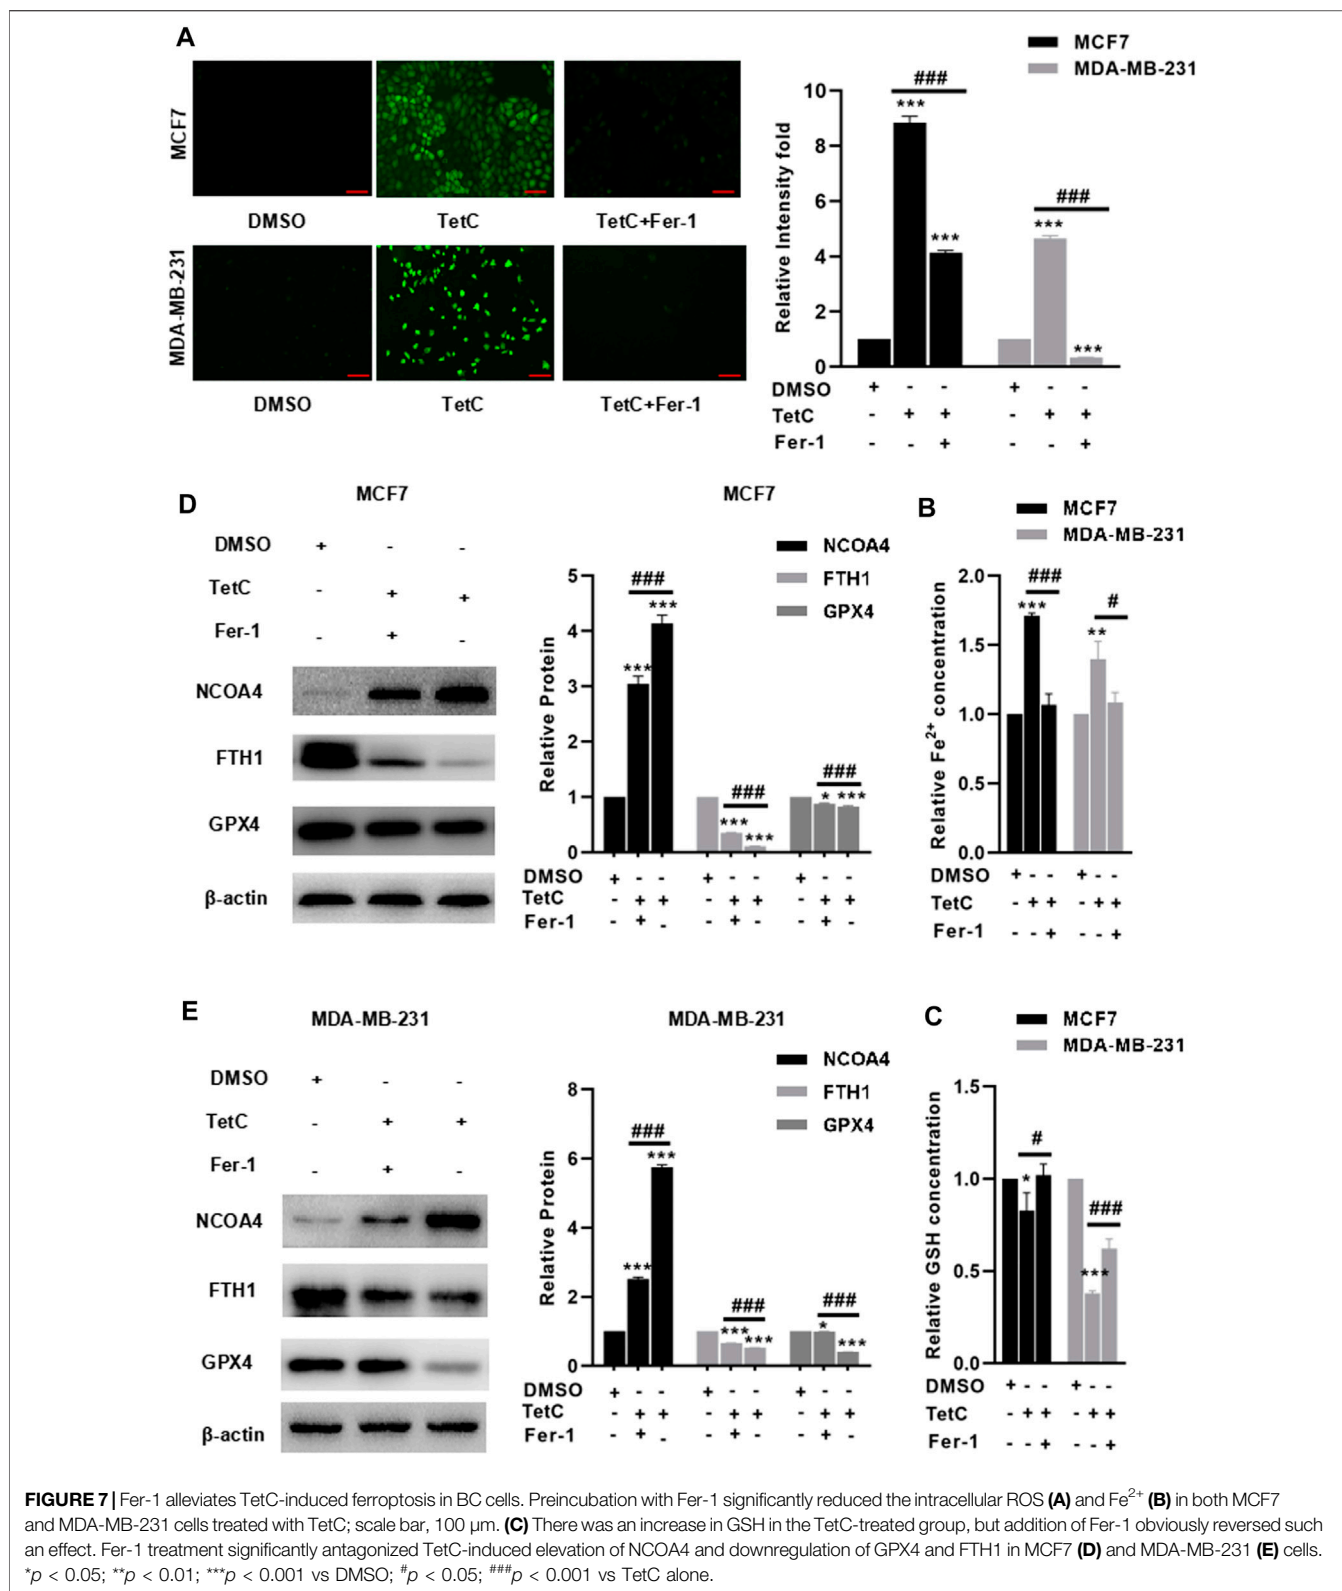 A
MCF7
MDA-MB-231
MCF7
DMSO
TetC
TetC+Fer-1
MDA-MB-231
DMSO
TetC
TetC+Fer-1
Relative Intensity fold
10
8
6
4
2
0
###
***
***
###
***
***
DMSO + - - + - -
TetC - + + - + +
Fer-1 - - + - - +
D
MCF7
DMSO + - -
TetC - + +
Fer-1 - + -
NCOA4
FTH1
GPX4
β-actin
MCF7
NCOA4
FTH1
GPX4
Relative Protein
5
4
3
2
1
0
###
***
***
###
***
***
###
* ***
DMSO + - - + - - + - -
TetC - + + - + + - + +
Fer-1 - + - - + - - + -
B
MCF7
MDA-MB-231
Relative Fe²⁺ concentration
2.0
1.5
1.0
0.5
0.0
###
***
#
**
DMSO + - - + - -
TetC - + + - + +
Fer-1 - - + - - +
E
MDA-MB-231
DMSO + - -
TetC - + +
Fer-1 - + -
NCOA4
FTH1
GPX4
β-actin
MDA-MB-231
NCOA4
FTH1
GPX4
Relative Protein
8
6
4
2
0
###
***
***
###
***
***
###
*
***
DMSO + - - + - - + - -
TetC - + + - + + - + +
Fer-1 - + - - + - - + -
C
MCF7
MDA-MB-231
Relative GSH concentration
1.5
1.0
0.5
0.0
#
*
###
***
DMSO + - - + - -
TetC - + + - + +
Fer-1 - - + - - +
FIGURE 7 | Fer-1 alleviates TetC-induced ferroptosis in BC cells. Preincubation with Fer-1 significantly reduced the intracellular ROS (A) and Fe²⁺ (B) in both MCF7
and MDA-MB-231 cells treated with TetC; scale bar, 100 μm. (C) There was an increase in GSH in the TetC-treated group, but addition of Fer-1 obviously reversed such
an effect. Fer-1 treatment significantly antagonized TetC-induced elevation of NCOA4 and downregulation of GPX4 and FTH1 in MCF7 (D) and MDA-MB-231 (E) cells.
*p < 0.05; **p < 0.01; ***p < 0.001 vs DMSO; #p < 0.05; ###p < 0.001 vs TetC alone.